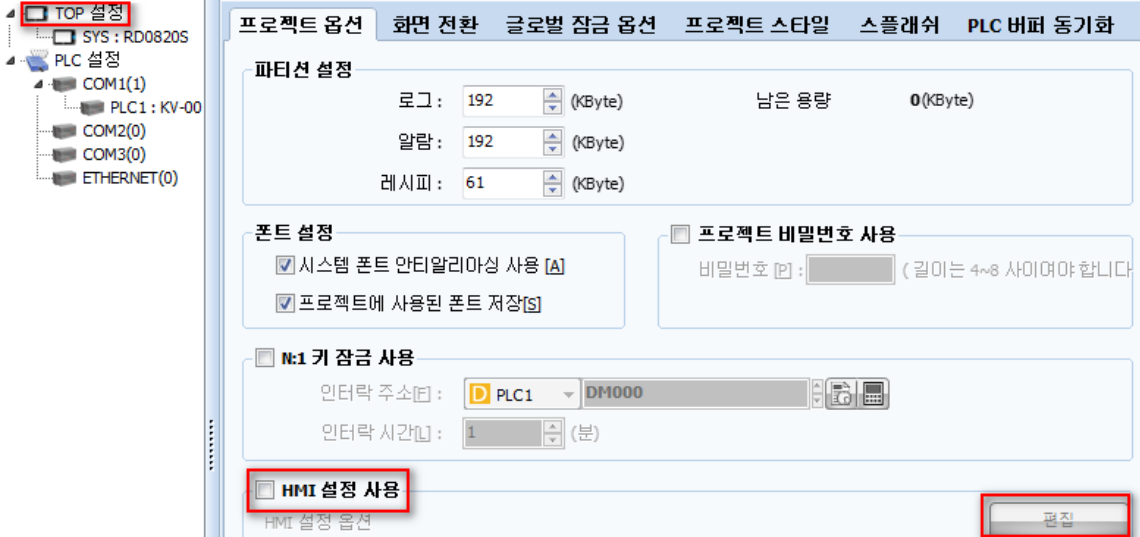 TOP 설정
SYS : RD0820S
PLC 설정
COM1(1)
PLC1 : KV-00
COM2(0)
COM3(0)
ETHERNET(0)
프로젝트 옵션 화면 전환 글로벌 잠금 옵션 프로젝트 스타일 스플래쉬 PLC 버퍼 동기화
파티션 설정
로그 : 192 (KByte) 남은 용량 0(KByte)
알람 : 192 (KByte)
레시피 : 61 (KByte)
폰트 설정
시스템 폰트 안티알리아싱 사용 [A]
프로젝트에 사용된 폰트 저장[S]
프로젝트 비밀번호 사용
비밀번호 [P] : ( 길이는 4~8 사이여야 합니다
N:1 키 잠금 사용
인터락 주소[F] : D PLC1 DM000
인터락 시간[L] : 1 (분)
HMI 설정 사용
HMI 설정 옵션 편집